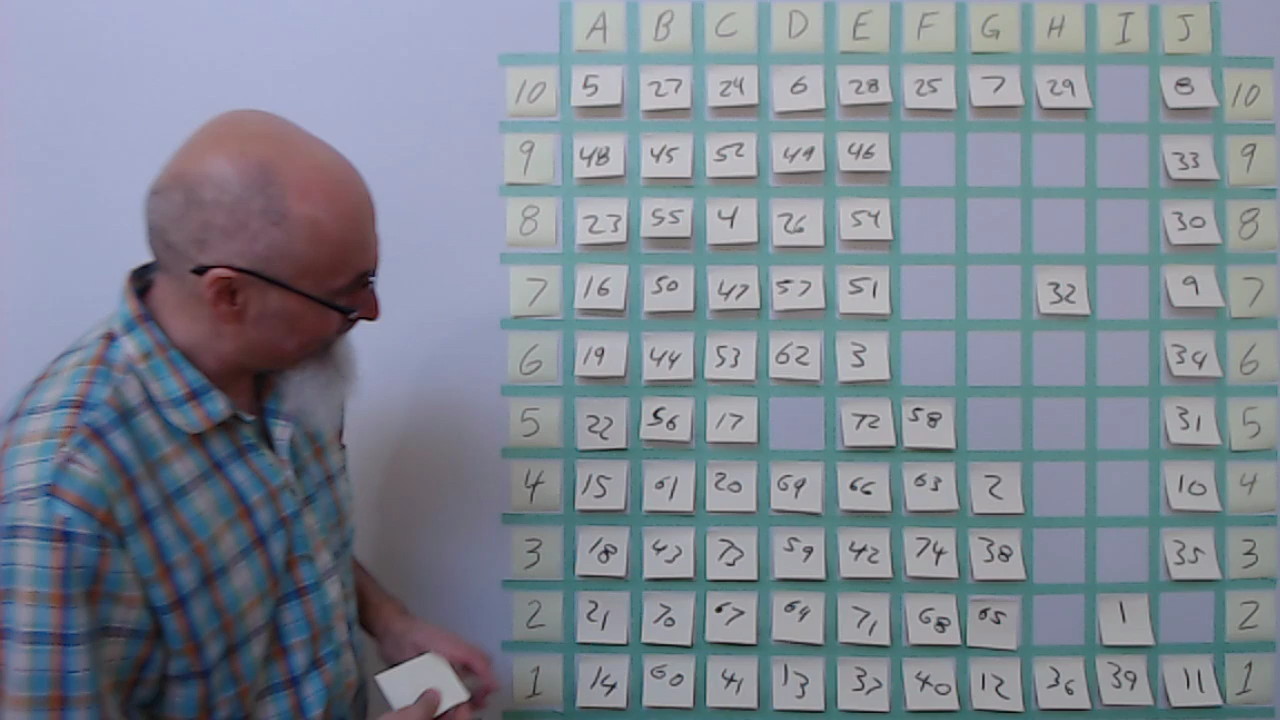 A B C D E F G H I J
10 5 27 24 6 28 25 7 29 8 10
9 48 45 52 49 46 33 9
8 23 55 4 26 54 30 8
7 16 50 47 57 51 32 9 7
6 19 44 53 62 3 34 6
5 22 56 17 72 58 31 5
4 15 61 20 69 66 63 2 10 4
3 18 43 73 59 42 74 38 35 3
2 21 70 67 64 71 68 65 1 2
1 14 60 41 13 37 40 12 36 39 11 1